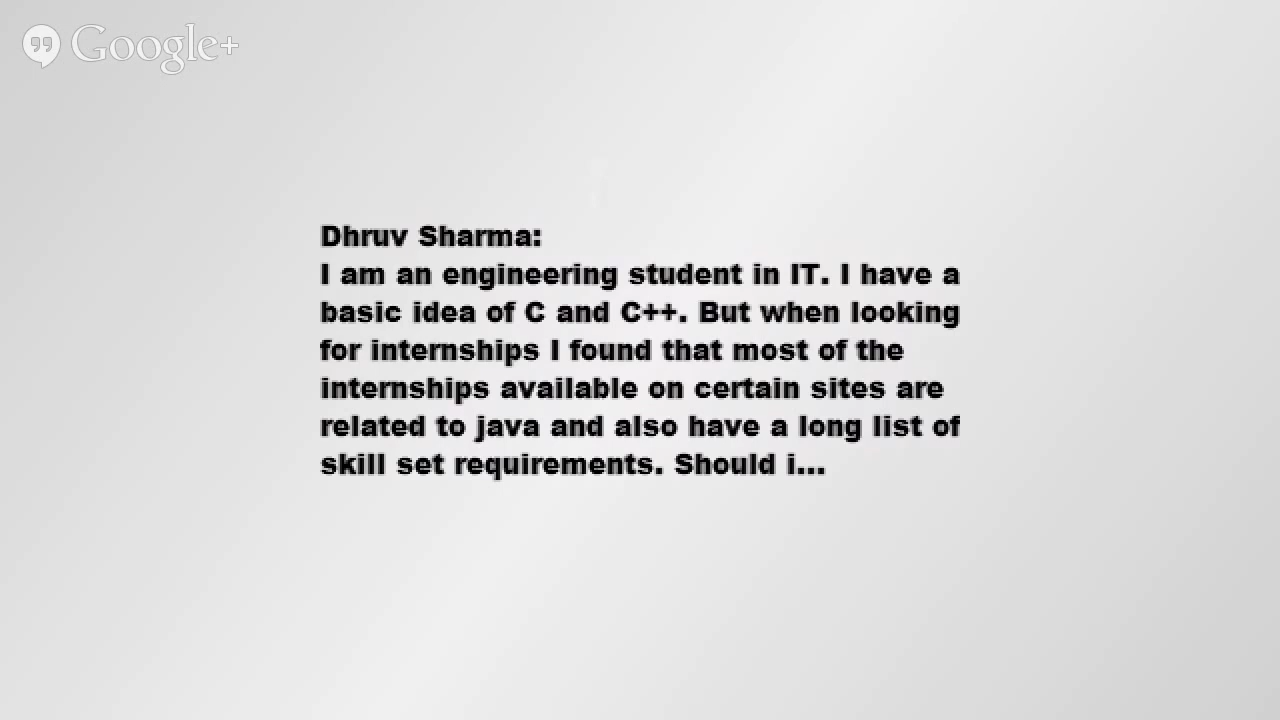 Google+
Dhruv Sharma:
I am an engineering student in IT. I have a
basic idea of C and C++. But when looking
for internships I found that most of the
internships available on certain sites are
related to java and also have a long list of
skill set requirements. Should i...